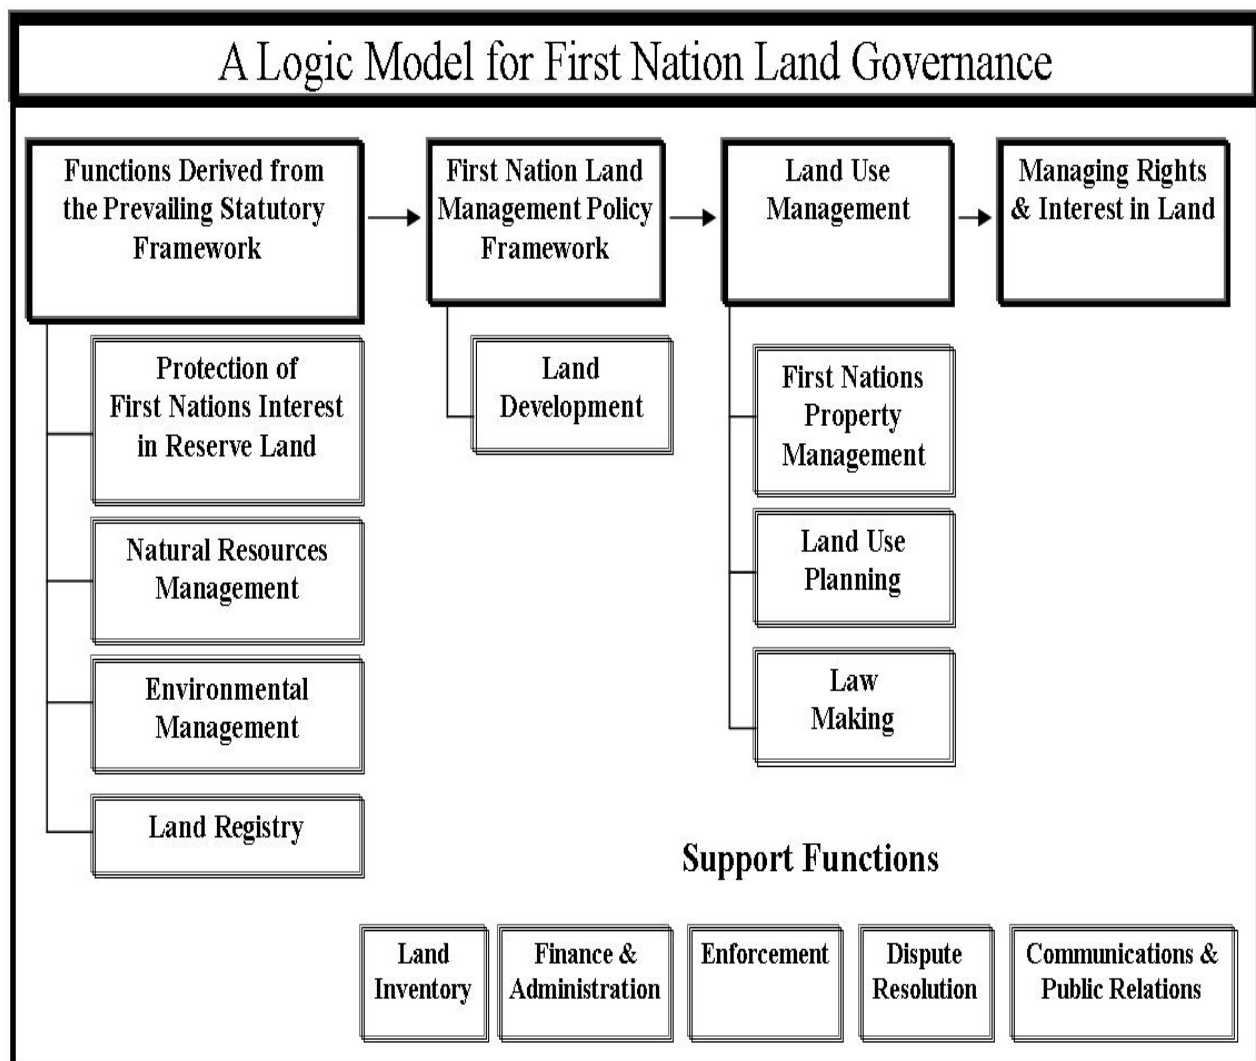 A Logic Model for First Nation Land Governance
Functions Derived from
the Prevailing Statutory
Framework
First Nation Land
Management Policy
Framework
Land Use
Management
Managing Rights
& Interest in Land
Protection of
First Nations Interest
in Reserve Land
Natural Resources
Management
Environmental
Management
Land Registry
Land
Development
First Nations
Property
Management
Land Use
Planning
Law
Making
Support Functions
Land
Inventory
Finance &
Administration
Enforcement
Dispute
Resolution
Communications &
Public Relations